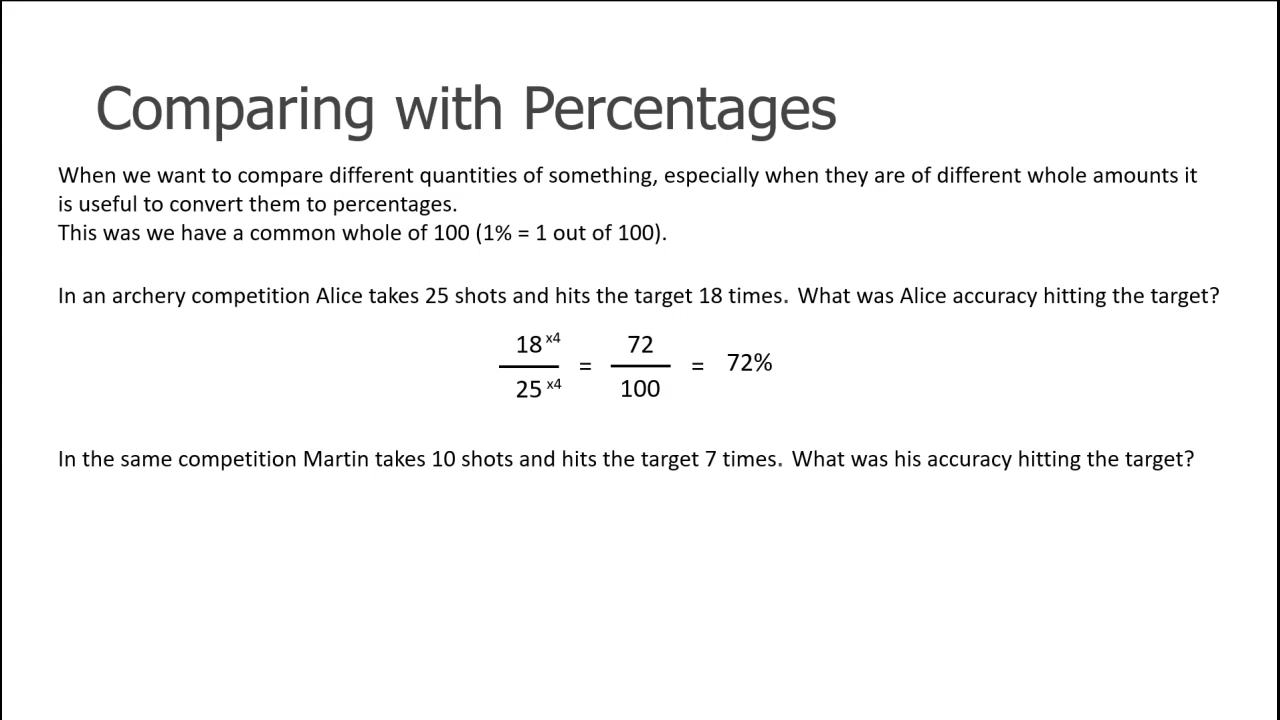 Comparing with Percentages
When we want to compare different quantities of something, especially when they are of different whole amounts it
is useful to convert them to percentages.
This was we have a common whole of 100 (1% = 1 out of 100).
In an archery competition Alice takes 25 shots and hits the target 18 times. What was Alice accuracy hitting the target?
18 x4 72
= = 72%
25 x4 100
In the same competition Martin takes 10 shots and hits the target 7 times. What was his accuracy hitting the target?